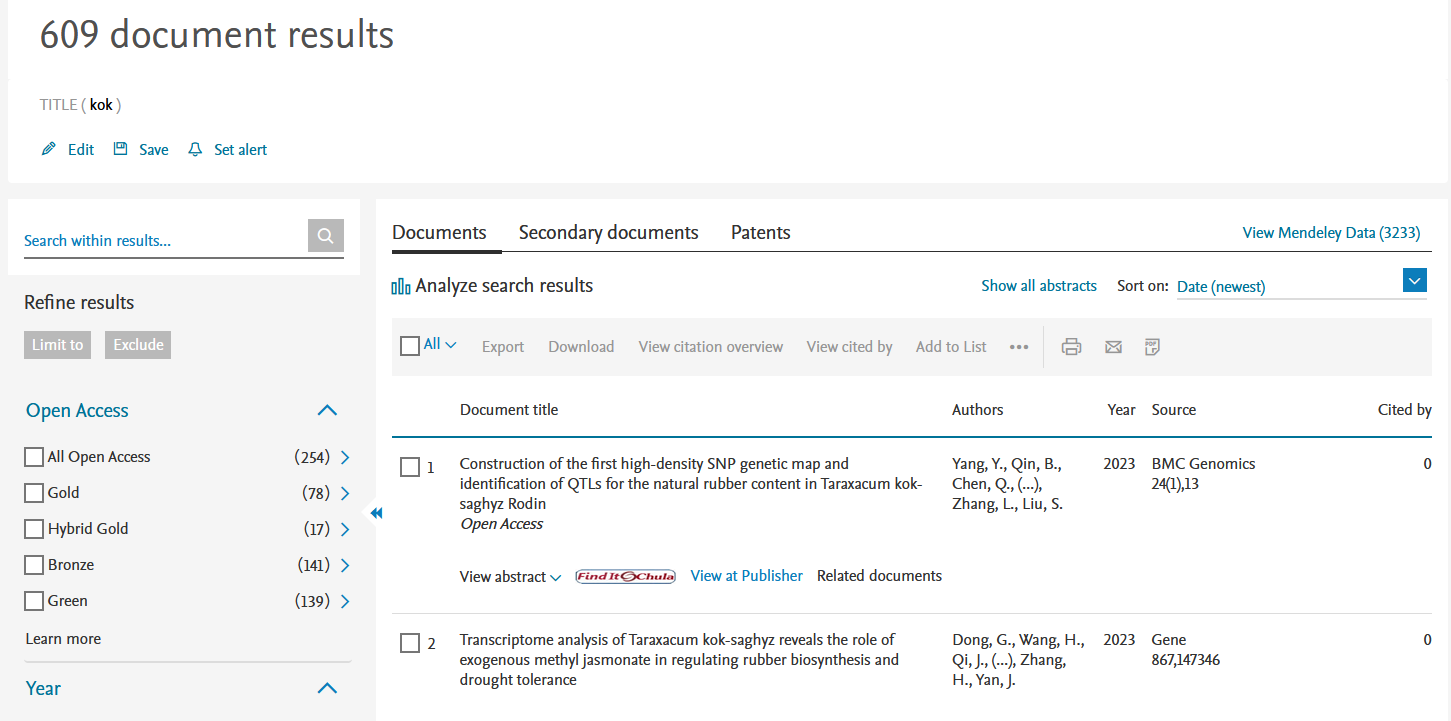 609 document results
TITLE ( kok )
Edit Save Set alert
Search within results...
Refine results
Limit to Exclude
Open Access
All Open Access (254)
Gold (78)
Hybrid Gold (17)
Bronze (141)
Green (139)
Learn more
Year
Documents Secondary documents Patents View Mendeley Data (3233)
Analyze search results Show all abstracts Sort on: Date (newest)
All Export Download View citation overview View cited by Add to List ••• PDF
Document title Authors Year Source Cited by
1 Construction of the first high-density SNP genetic map and Yang, Y., Qin, B., 2023 BMC Genomics 0
identification of QTLs for the natural rubber content in Taraxacum kok- Chen, Q., (...), 24(1),13
saghyz Rodin Zhang, L., Liu, S.
Open Access
View abstract Find It @ Chula View at Publisher Related documents
2 Transcriptome analysis of Taraxacum kok-saghyz reveals the role of Dong, G., Wang, H., 2023 Gene 0
exogenous methyl jasmonate in regulating rubber biosynthesis and Qi, J., (...), Zhang, 867,147346
drought tolerance H., Yan, J.